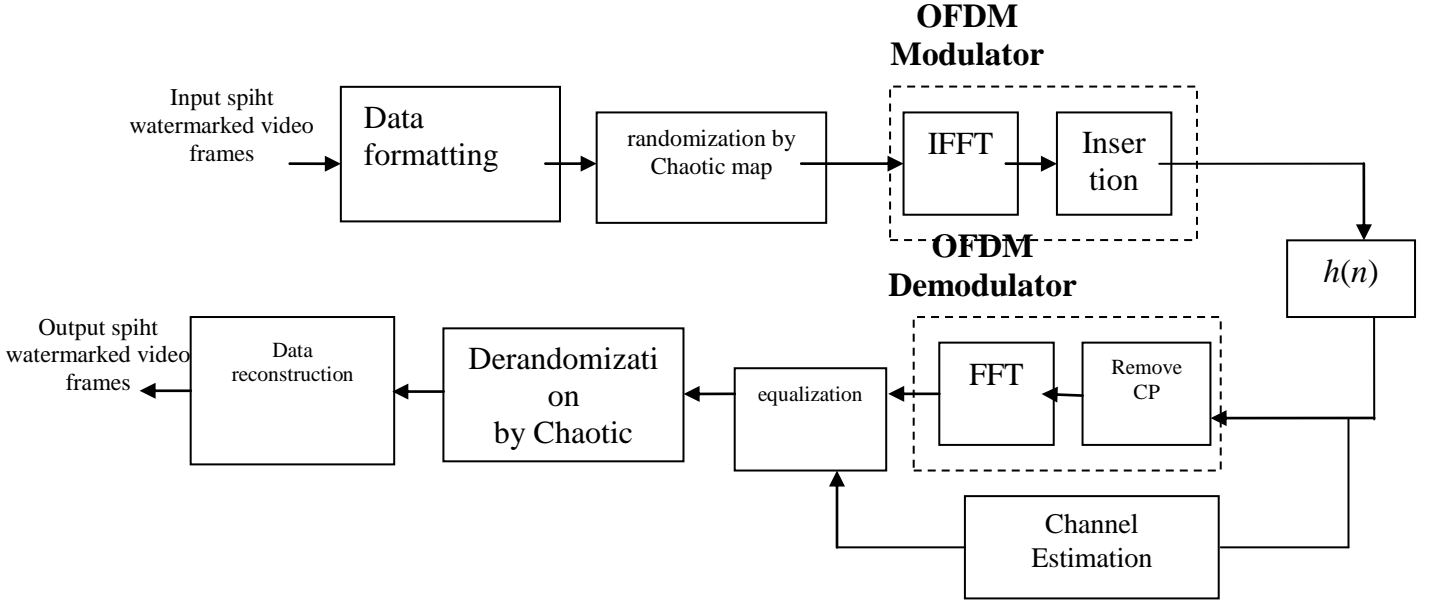 OFDM
Modulator
Input spiht
watermarked video
frames
Data
formatting
randomization by
Chaotic map
IFFT
Inser
tion
h(n)
OFDM
Demodulator
Output spiht
watermarked video
frames
Data
reconstruction
Derandomizati
on
by Chaotic
equalization
FFT
Remove
CP
Channel
Estimation